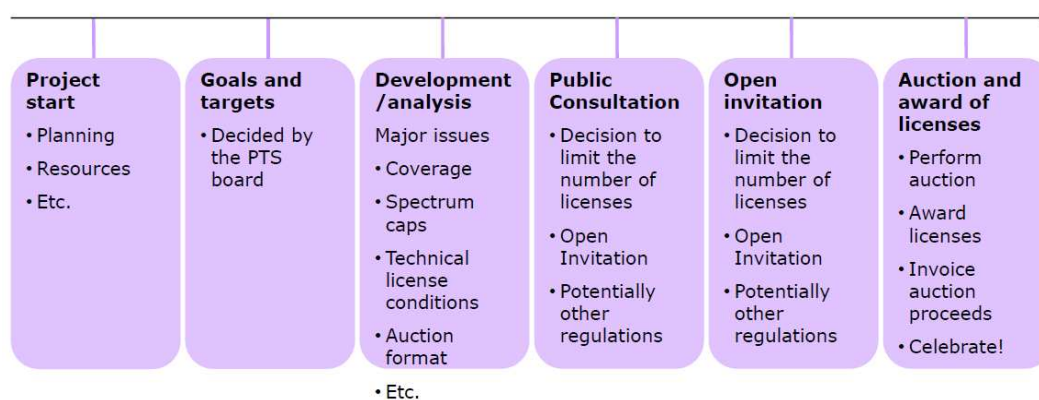 Project
start
• Planning
• Resources
• Etc.
Goals and
targets
• Decided by
the PTS
board
Development
/analysis
Major issues
• Coverage
• Spectrum
caps
• Technical
license
conditions
• Auction
format
• Etc.
Public
Consultation
• Decision to
limit the
number of
licenses
• Open
Invitation
• Potentially
other
regulations
Open
invitation
• Decision to
limit the
number of
licenses
• Open
Invitation
• Potentially
other
regulations
Auction and
award of
licenses
• Perform
auction
• Award
licenses
• Invoice
auction
proceeds
• Celebrate!